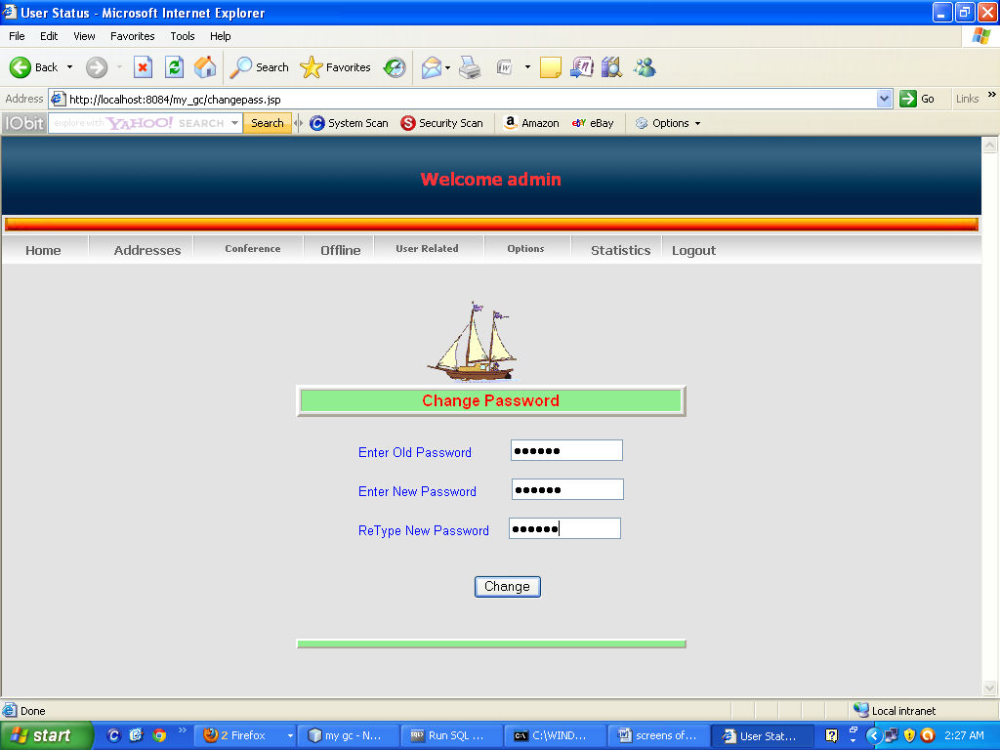 User Status - Microsoft Internet Explorer
File Edit View Favorites Tools Help
Back Search Favorites
Address http://localhost:8084/my_gc/changepass.jsp Go Links »
IObit explore with YAHOO! SEARCH Search System Scan Security Scan Amazon eBay Options
Welcome admin
Home Addresses Conference Offline User Related Options Statistics Logout
Change Password
Enter Old Password ●●●●●●
Enter New Password ●●●●●●
ReType New Password ●●●●●●
Change
Done Local intranet
start » 2 Firefox my gc - N... Run SQL ... C:\WIND... screens of... User Stat... 2:27 AM